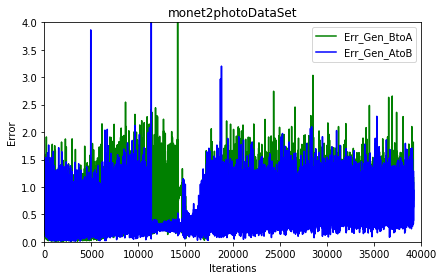 monet2photoDataSet
Err_Gen_BtoA
Err_Gen_AtoB
Error
4.0
3.5
3.0
2.5
2.0
1.5
1.0
0.5
0.0
0 5000 10000 15000 20000 25000 30000 35000 40000
Iterations